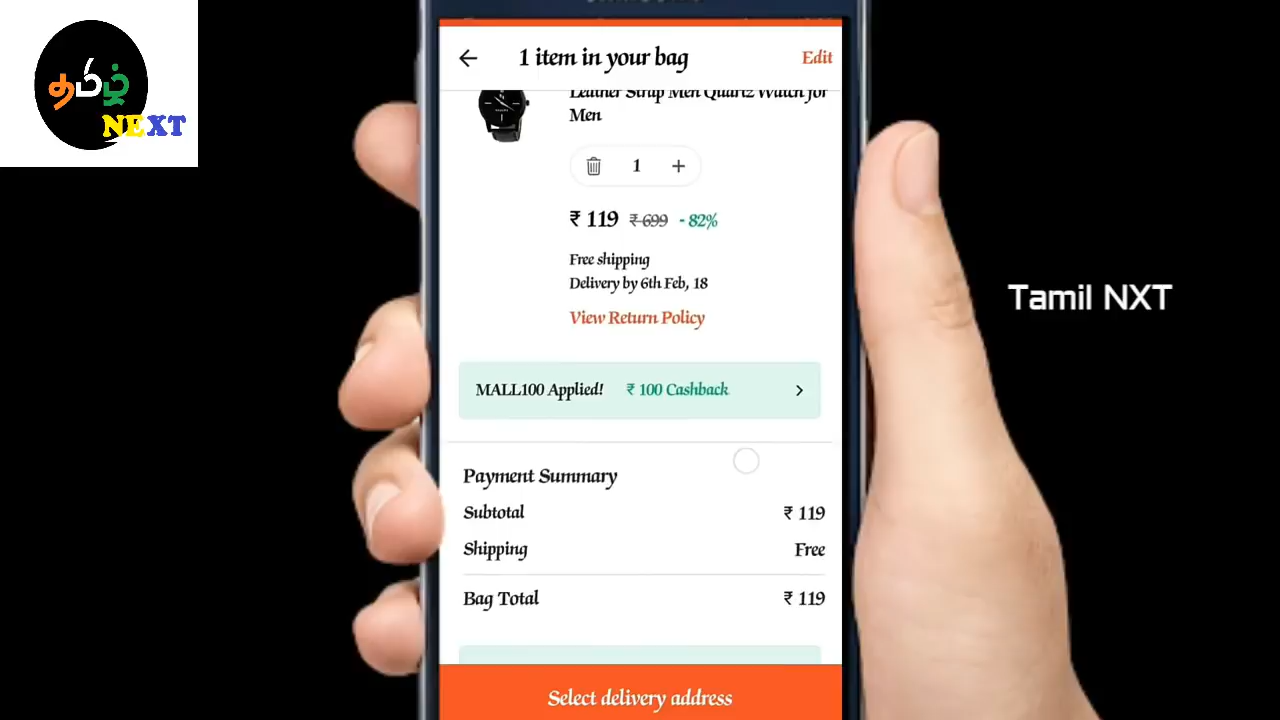 தமிழ்
NEXT
1 item in your bag
Edit
Leather Strap Men Quartz Watch for
Men
1
₹ 119 ₹ 699 - 82%
Free shipping
Delivery by 6th Feb, 18
View Return Policy
MALL100 Applied! ₹ 100 Cashback
Payment Summary
Subtotal ₹ 119
Shipping Free
Bag Total ₹ 119
Select delivery address
Tamil NXT